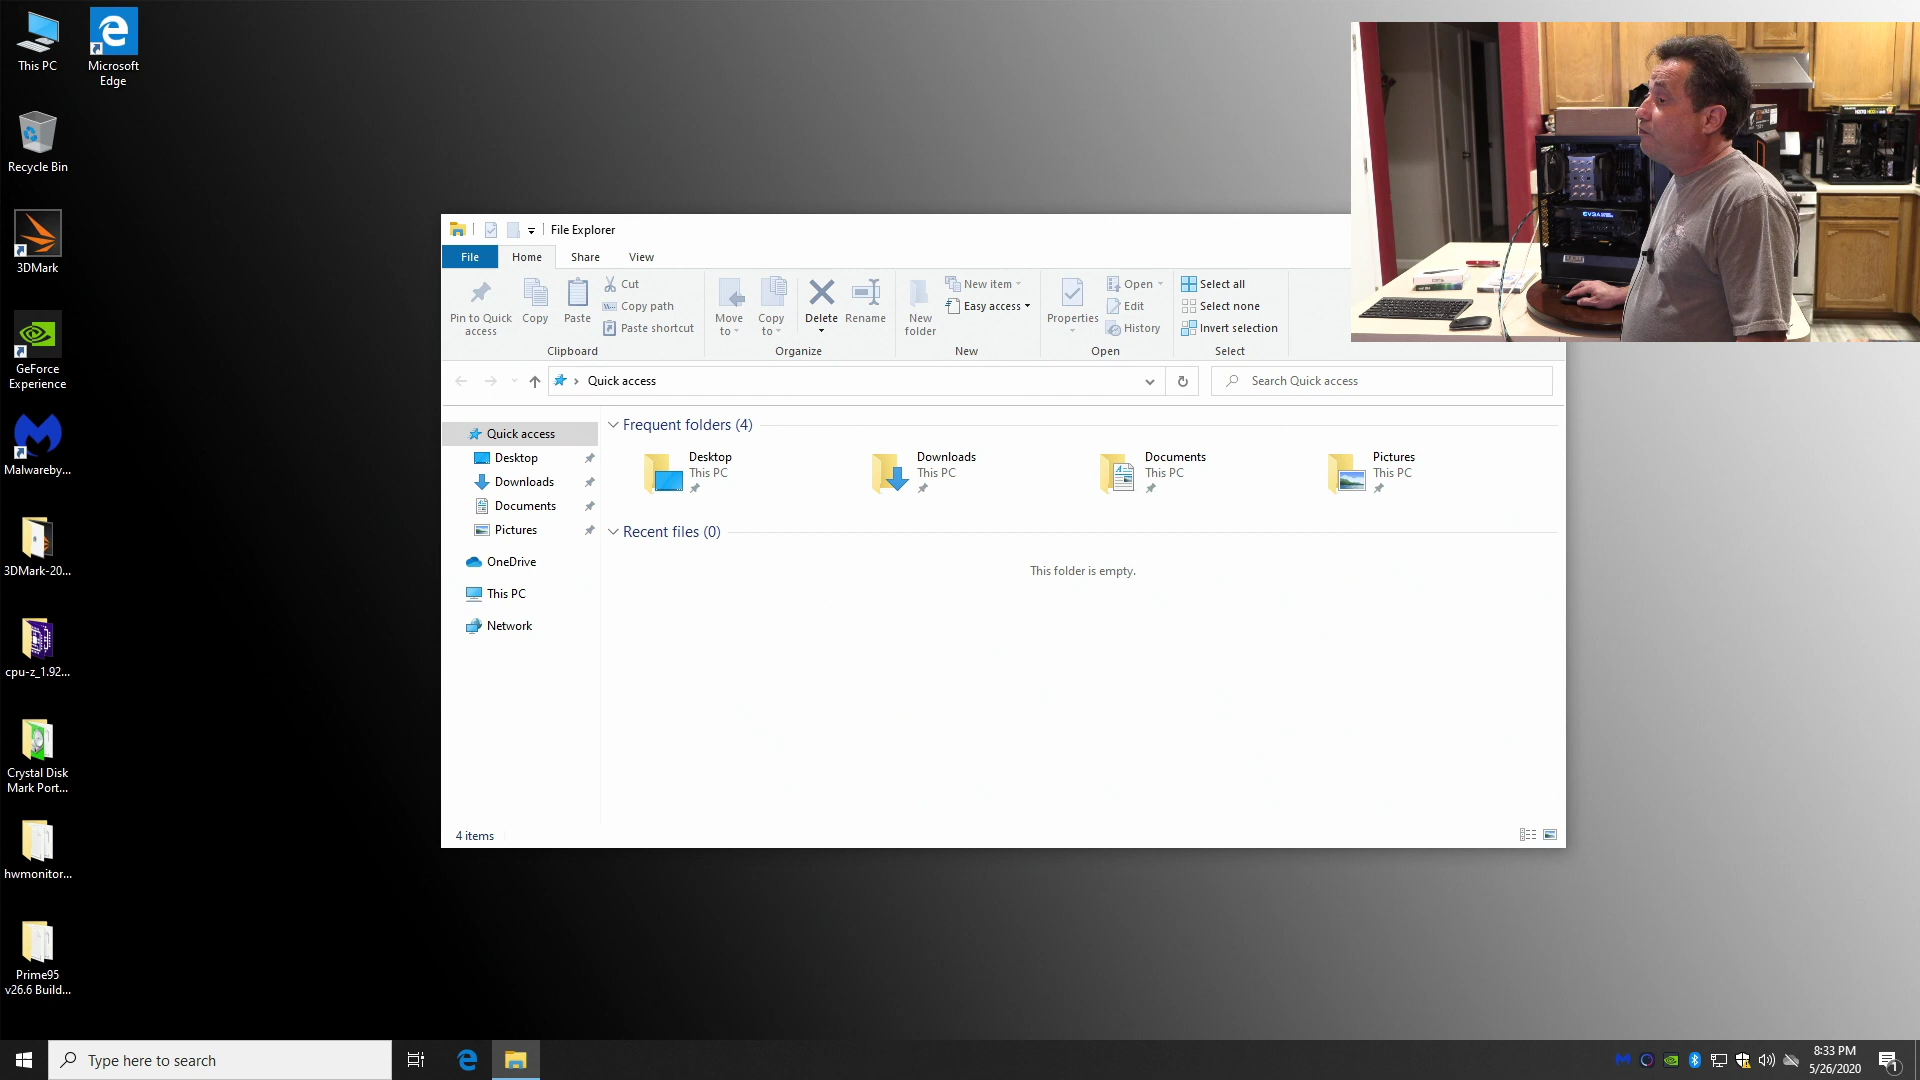 This PC
Microsoft
Edge
Recycle Bin
3DMark
GeForce
Experience
Malwareby...
3DMark-20...
cpu-z_1.92...
Crystal Disk
Mark Port...
hwmonitor...
Prime95
v26.6 Build...
File Explorer
File
Home
Share
View
Pin to Quick
access
Copy
Paste
Cut
Copy path
Paste shortcut
Clipboard
Move
to
Copy
to
Delete
Rename
Organize
New
folder
New item
Easy access
New
Properties
Open
Edit
History
Open
Select all
Select none
Invert selection
Select
Quick access
Search Quick access
Quick access
Desktop
Downloads
Documents
Pictures
OneDrive
This PC
Network
Frequent folders (4)
Desktop
This PC
Downloads
This PC
Documents
This PC
Pictures
This PC
Recent files (0)
This folder is empty.
4 items
EVGA
Type here to search
8:33 PM
5/26/2020
1